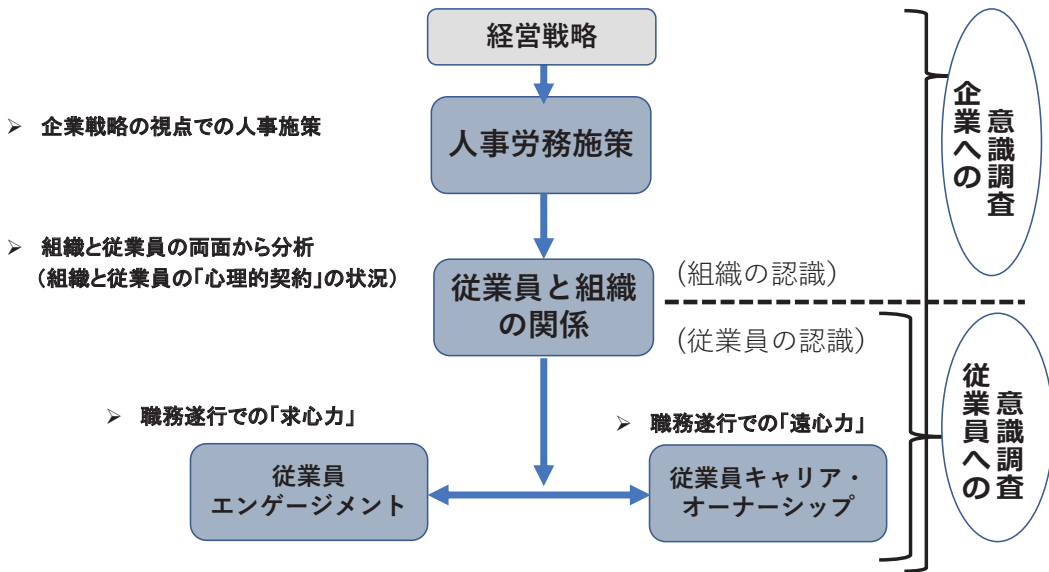 経営戦略
➢ 企業戦略の視点での人事施策
人事労務施策
企業への
意識調査
➢ 組織と従業員の両面から分析
（組織と従業員の「心理的契約」の状況）
従業員と組織
の関係
(組織の認識)
(従業員の認識)
従業員への
意識調査
➢ 職務遂行での「求心力」
➢ 職務遂行での「遠心力」
従業員
エンゲージメント
従業員キャリア・
オーナーシップ